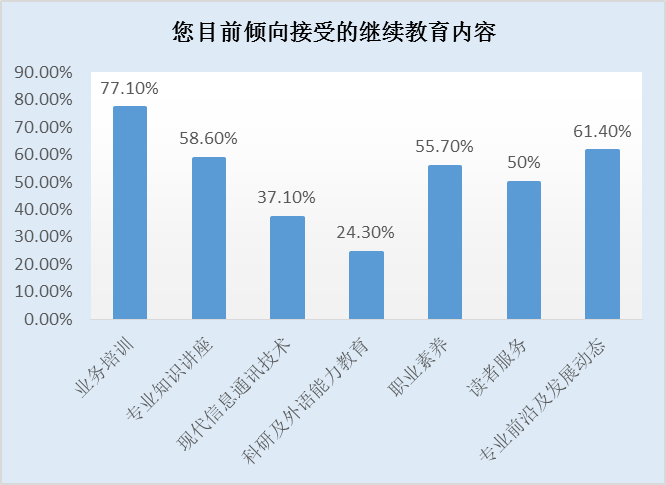 您目前倾向接受的继续教育内容
90.00%
80.00%
70.00%
60.00%
50.00%
40.00%
30.00%
20.00%
10.00%
0.00%
77.10%
58.60%
37.10%
24.30%
55.70%
50%
61.40%
业务培训
专业知识讲座
现代信息通讯技术
科研及外语能力教育
职业素养
读者服务
专业前沿及发展动态